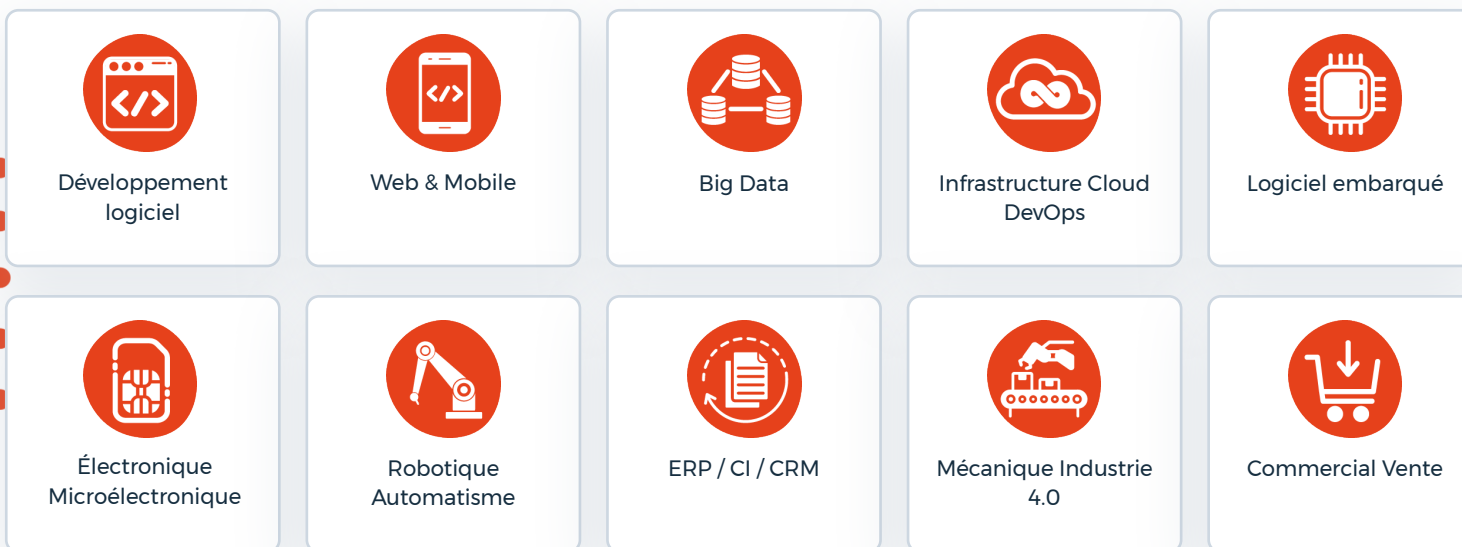 Développement
logiciel
Web & Mobile
Big Data
Infrastructure Cloud
DevOps
Logiciel embarqué
Électronique
Microélectronique
Robotique
Automatisme
ERP / CI / CRM
Mécanique Industrie
4.0
Commercial Vente